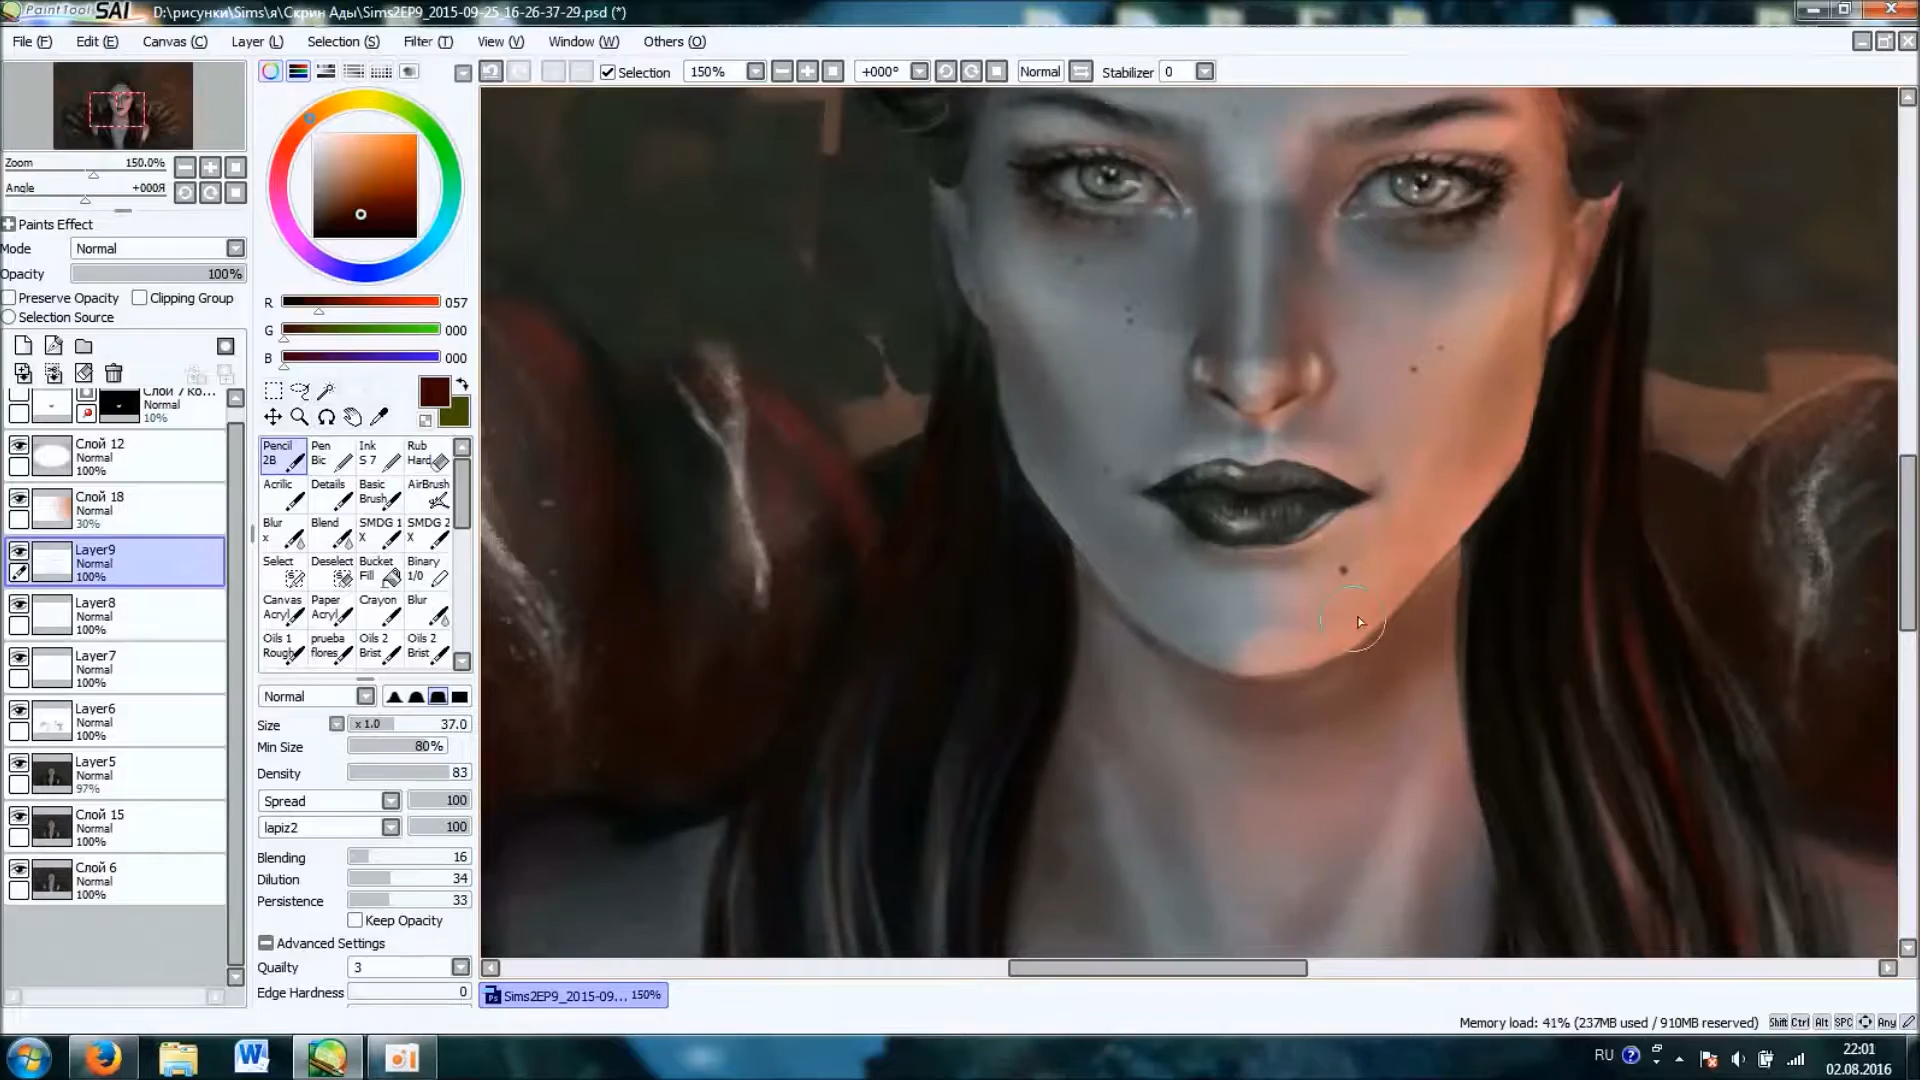 PaintTool SAI D:\рисунки\Sims\я\Скрин Ады\Sims2EP9_2015-09-25_16-26-37-29.psd (*)
File (F) Edit (E) Canvas (C) Layer (L) Selection (S) Filter (T) View (V) Window (W) Others (O)
Selection 150% +000° Normal Stabilizer 0
Zoom 150.0%
Angle +000Я
Paints Effect
Mode Normal
Opacity 100%
Preserve Opacity Clipping Group
Selection Source
Слой 7 ко...
Normal
10%
Слой 12
Normal
100%
Слой 18
Normal
30%
Layer9
Normal
100%
Layer8
Normal
100%
Layer7
Normal
100%
Layer6
Normal
100%
Layer5
Normal
97%
Слой 15
Normal
100%
Слой 6
Normal
100%
R 057
G 000
B 000
Pencil Pen Ink Rub
2B Bic S 7 Hard
Acrilic Details Basic AirBrush
Brush
Blur Blend SMDG 1 SMDG 2
x X X
Select Deselect Bucket Binary
Fill 1/0
Canvas Paper Crayon Blur
Acryl Acryl
Oils 1 prueba Oils 2 Oils 2
Rough flores Brist Brist
Normal
Size x 1.0 37.0
Min Size 80%
Density 83
Spread 100
lapiz2 100
Blending 16
Dilution 34
Persistence 33
Keep Opacity
Advanced Settings
Quailty 3
Edge Hardness 0
Sims2EP9_2015-09... 150%
Memory load: 41% (237MB used / 910MB reserved) Shift Ctrl Alt SPC Any
RU 22:01
02.08.2016